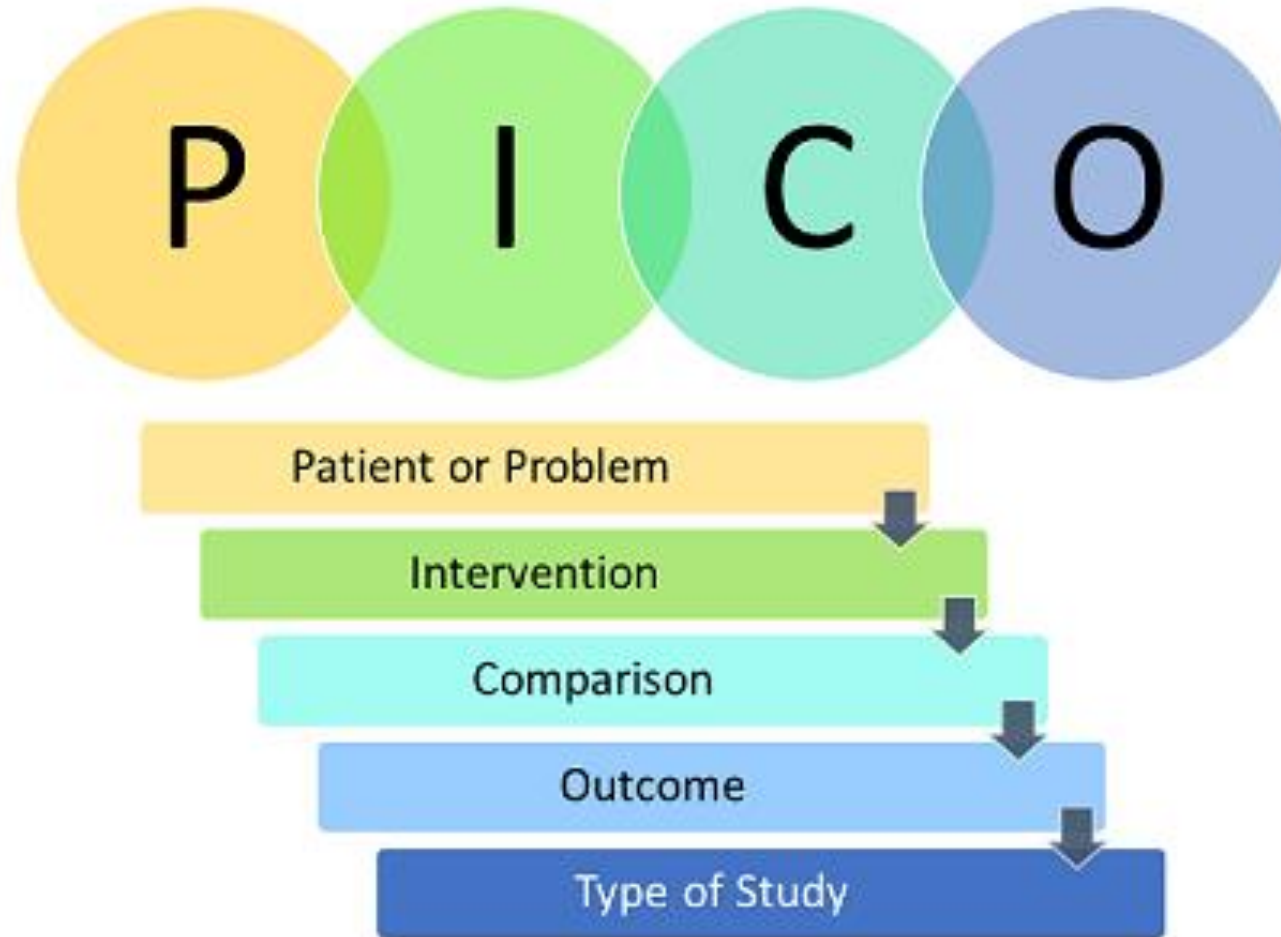 P I C O
Patient or Problem
Intervention
Comparison
Outcome
Type of Study